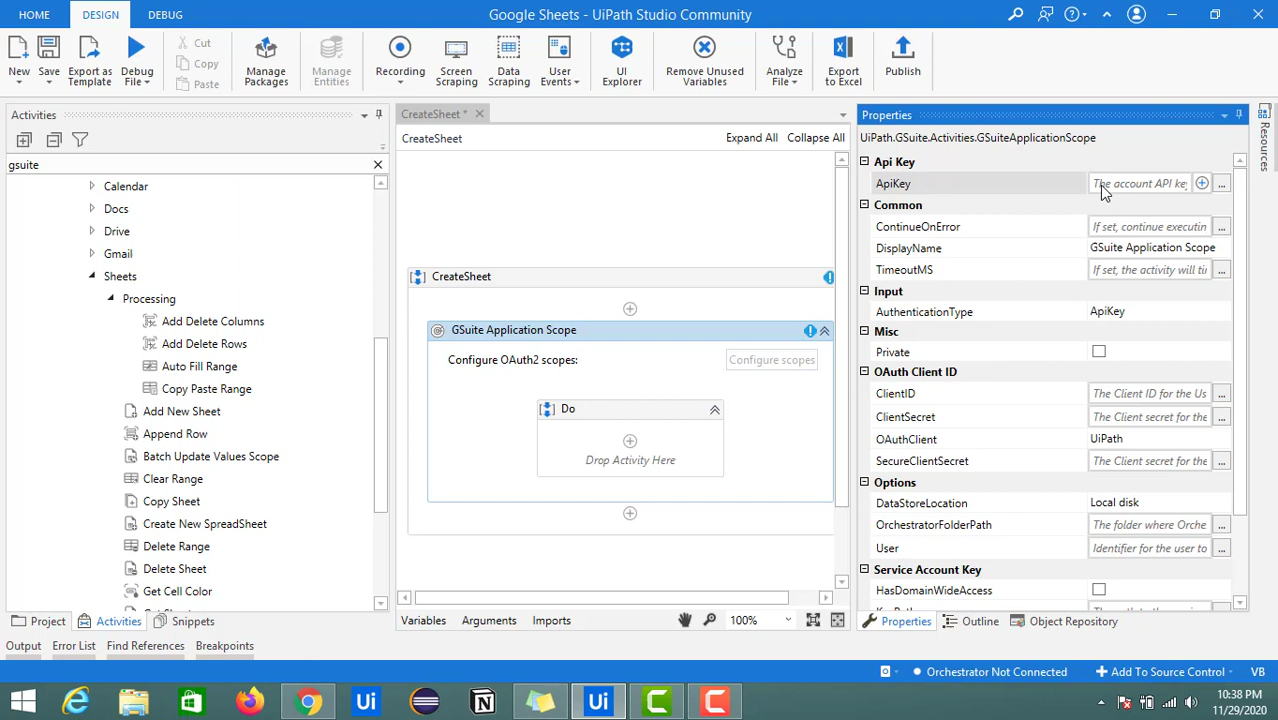 HOME DESIGN DEBUG Google Sheets - UiPath Studio Community
New Save Export as Template Debug File Cut Copy Paste Manage Packages Manage Entities Recording Screen Scraping Data Scraping User Events UI Explorer Remove Unused Variables Analyze File Export to Excel Publish
Activities
gsuite
Calendar
Docs
Drive
Gmail
Sheets
Processing
Add Delete Columns
Add Delete Rows
Auto Fill Range
Copy Paste Range
Add New Sheet
Append Row
Batch Update Values Scope
Clear Range
Copy Sheet
Create New SpreadSheet
Delete Range
Delete Sheet
Get Cell Color
Project Activities Snippets
CreateSheet *
CreateSheet Expand All Collapse All
CreateSheet
GSuite Application Scope
Configure OAuth2 scopes: Configure scopes
Do
Drop Activity Here
Variables Arguments Imports 100%
Properties
UiPath.GSuite.Activities.GSuiteApplicationScope
Api Key
ApiKey The account API key ...
Common
ContinueOnError If set, continue executin ...
DisplayName GSuite Application Scope
TimeoutMS If set, the activity will ti ...
Input
AuthenticationType ApiKey
Misc
Private
OAuth Client ID
ClientID The Client ID for the Us ...
ClientSecret The Client secret for the ...
OAuthClient UiPath
SecureClientSecret The Client secret for the ...
Options
DataStoreLocation Local disk
OrchestratorFolderPath The folder where Orche ...
User Identifier for the user to ...
Service Account Key
HasDomainWideAccess
Properties Outline Object Repository
Resources
Output Error List Find References Breakpoints
Orchestrator Not Connected Add To Source Control VB
10:38 PM
11/29/2020